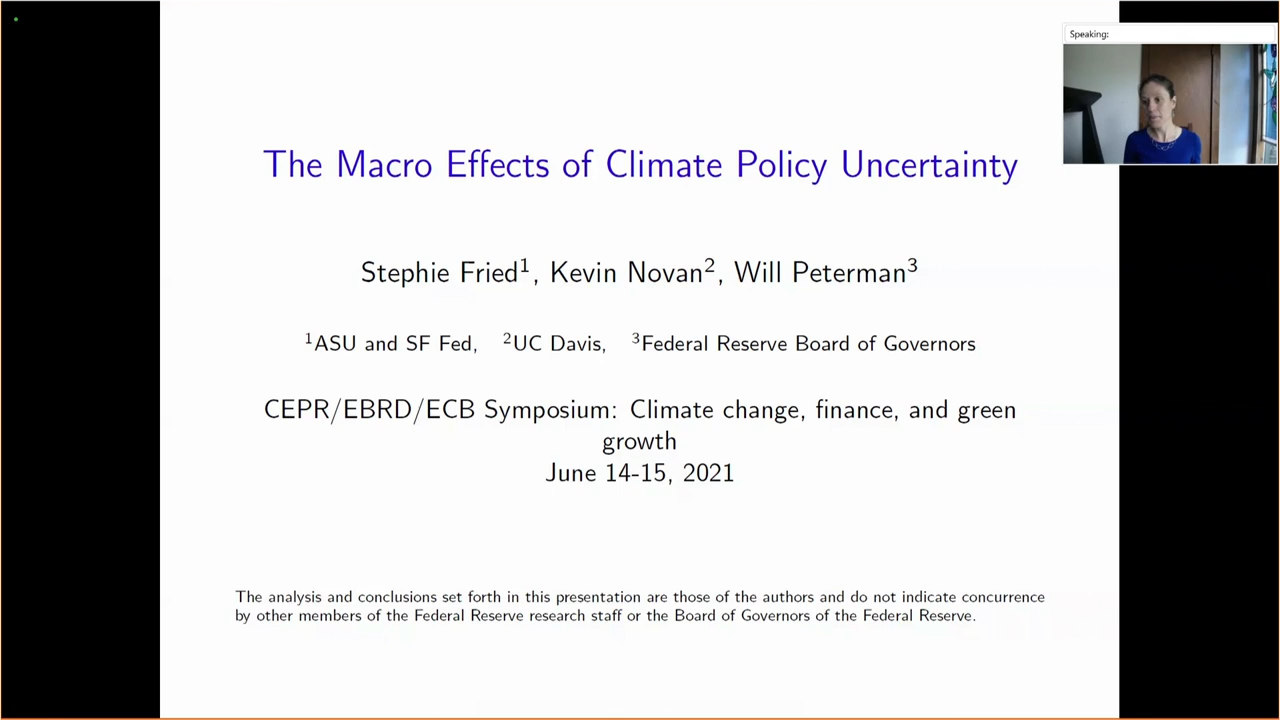 Speaking:
The Macro Effects of Climate Policy Uncertainty
Stephie Fried¹, Kevin Novan², Will Peterman³
¹ASU and SF Fed, ²UC Davis, ³Federal Reserve Board of Governors
CEPR/EBRD/ECB Symposium: Climate change, finance, and green
growth
June 14-15, 2021
The analysis and conclusions set forth in this presentation are those of the authors and do not indicate concurrence
by other members of the Federal Reserve research staff or the Board of Governors of the Federal Reserve.